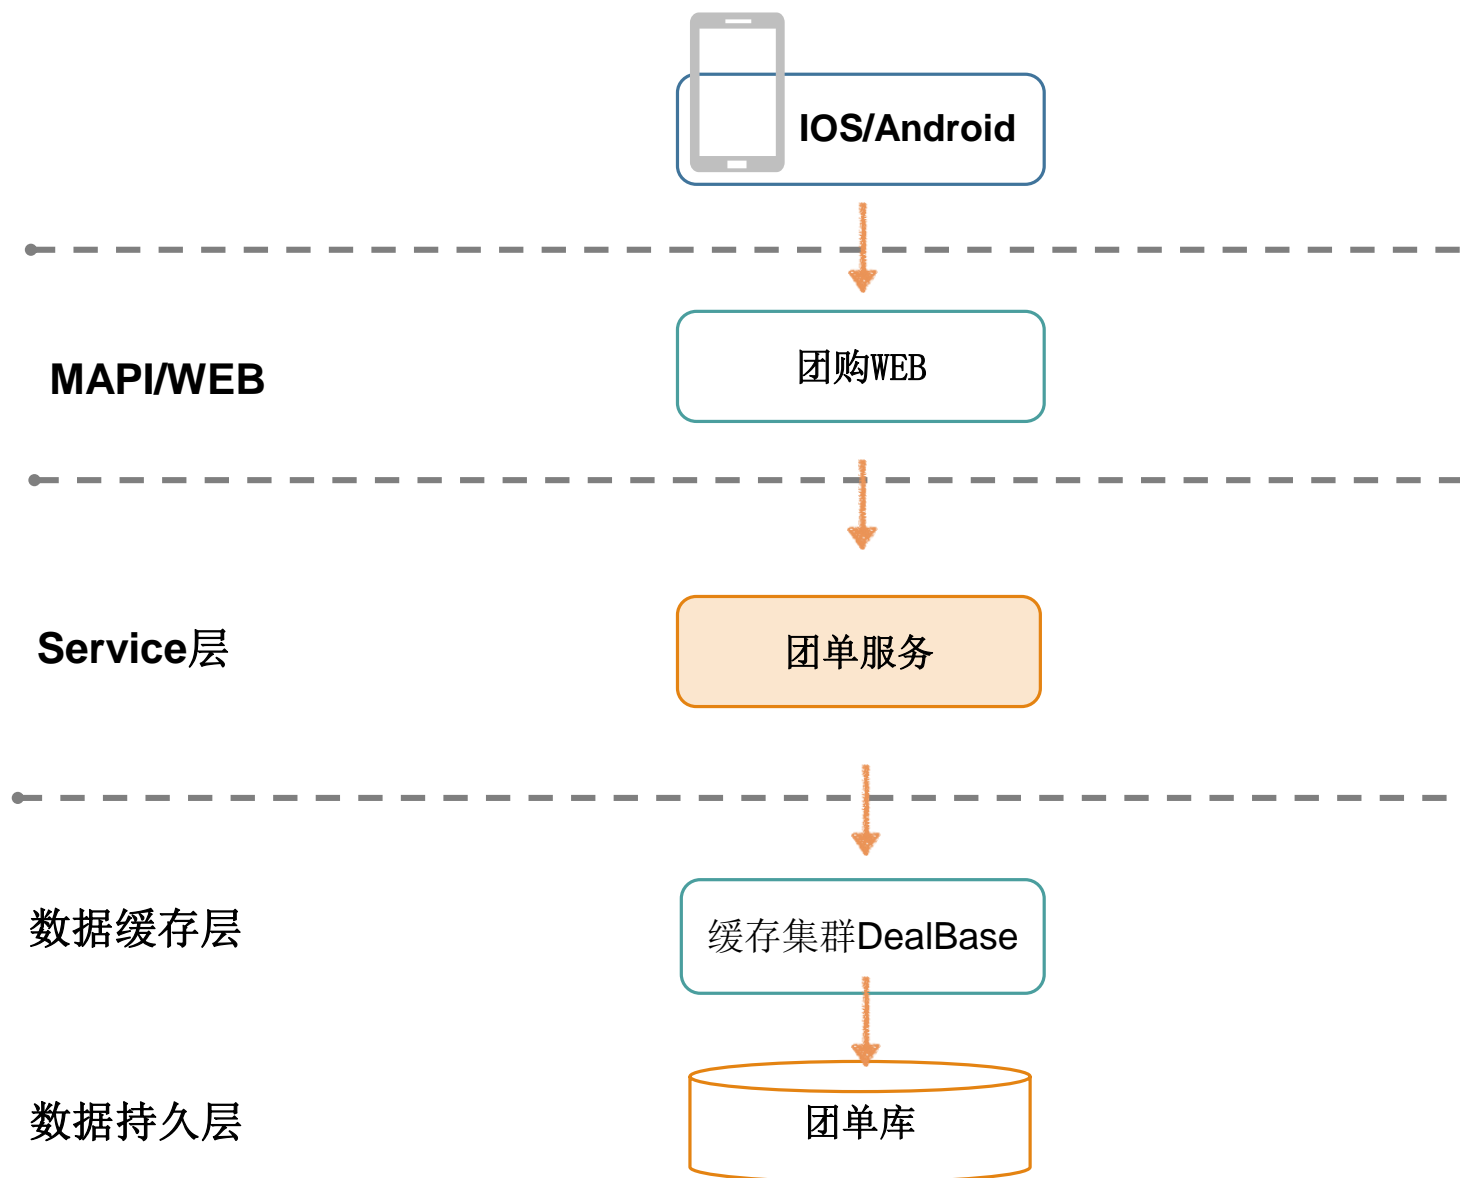 IOS/Android
MAPI/WEB
团购WEB
Service层
团单服务
数据缓存层
缓存集群DealBase
数据持久层
团单库